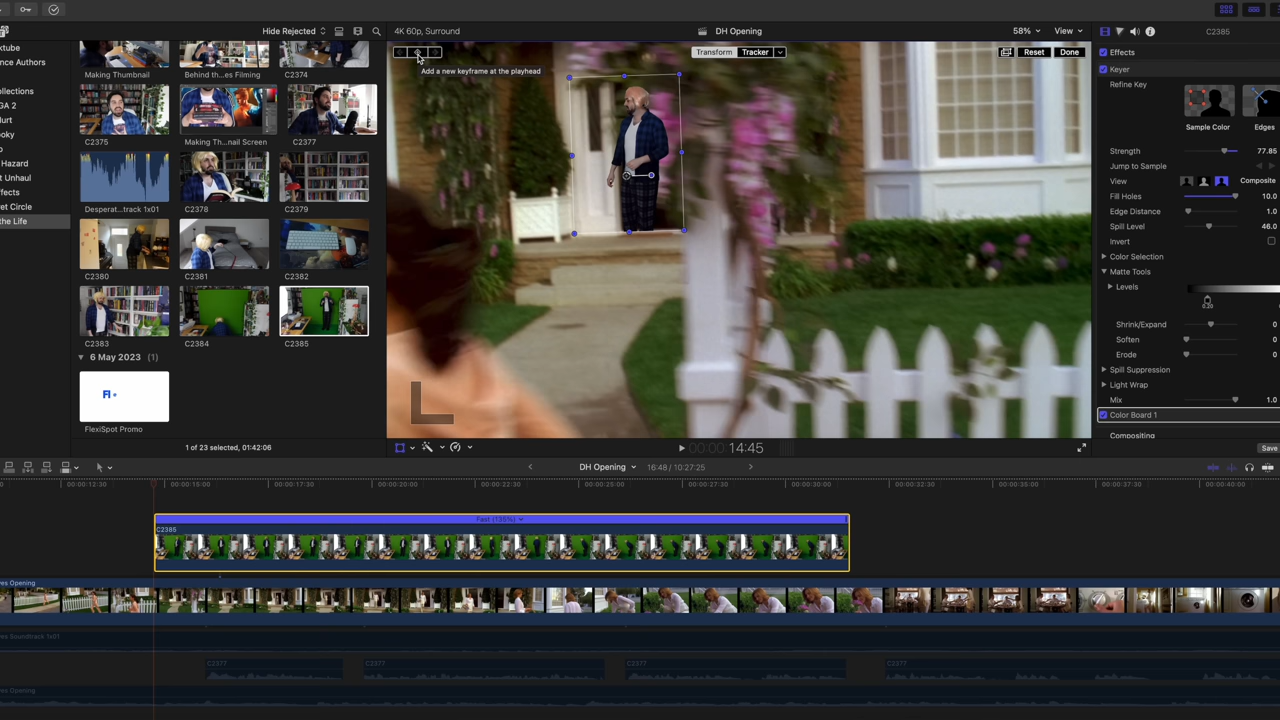 Hide Rejected
4K 60p, Surround
DH Opening
58%
View
C2385
ktube
nce Authors
ollections
GA 2
urt
oky
o
Hazard
t Unhaul
ffects
et Circle
the Life
Making Thumbnail
Behind th...es Filming
C2374
C2375
Making Th...nail Screen
C2377
Desperat...track 1x01
C2378
C2379
C2380
C2381
C2382
C2383
C2384
C2385
6 May 2023 (1)
FlexiSpot Promo
1 of 23 selected, 01:42:06
Add a new keyframe at the playhead
Transform
Tracker
Reset
Done
Effects
Keyer
Refine Key
Sample Color
Edges
Strength
77.85
Jump to Sample
View
Composite
Fill Holes
10.0
Edge Distance
1.0
Spill Level
46.0
Invert
Color Selection
Matte Tools
Levels
Shrink/Expand
0
Soften
0
Erode
0
Spill Suppression
Light Wrap
Mix
1.0
Color Board 1
Compositing
Save
00:00:14:45
DH Opening
16:48 / 10:27:25
00:00:12:30
00:00:15:00
00:00:17:30
00:00:20:00
00:00:22:30
00:00:25:00
00:00:27:30
00:00:30:00
00:00:32:30
00:00:35:00
00:00:37:30
00:00:40:00
Fast (135%)
C2385
ves Opening
ves Soundtrack 1x01
C2377
C2377
C2377
C2377
ves Opening